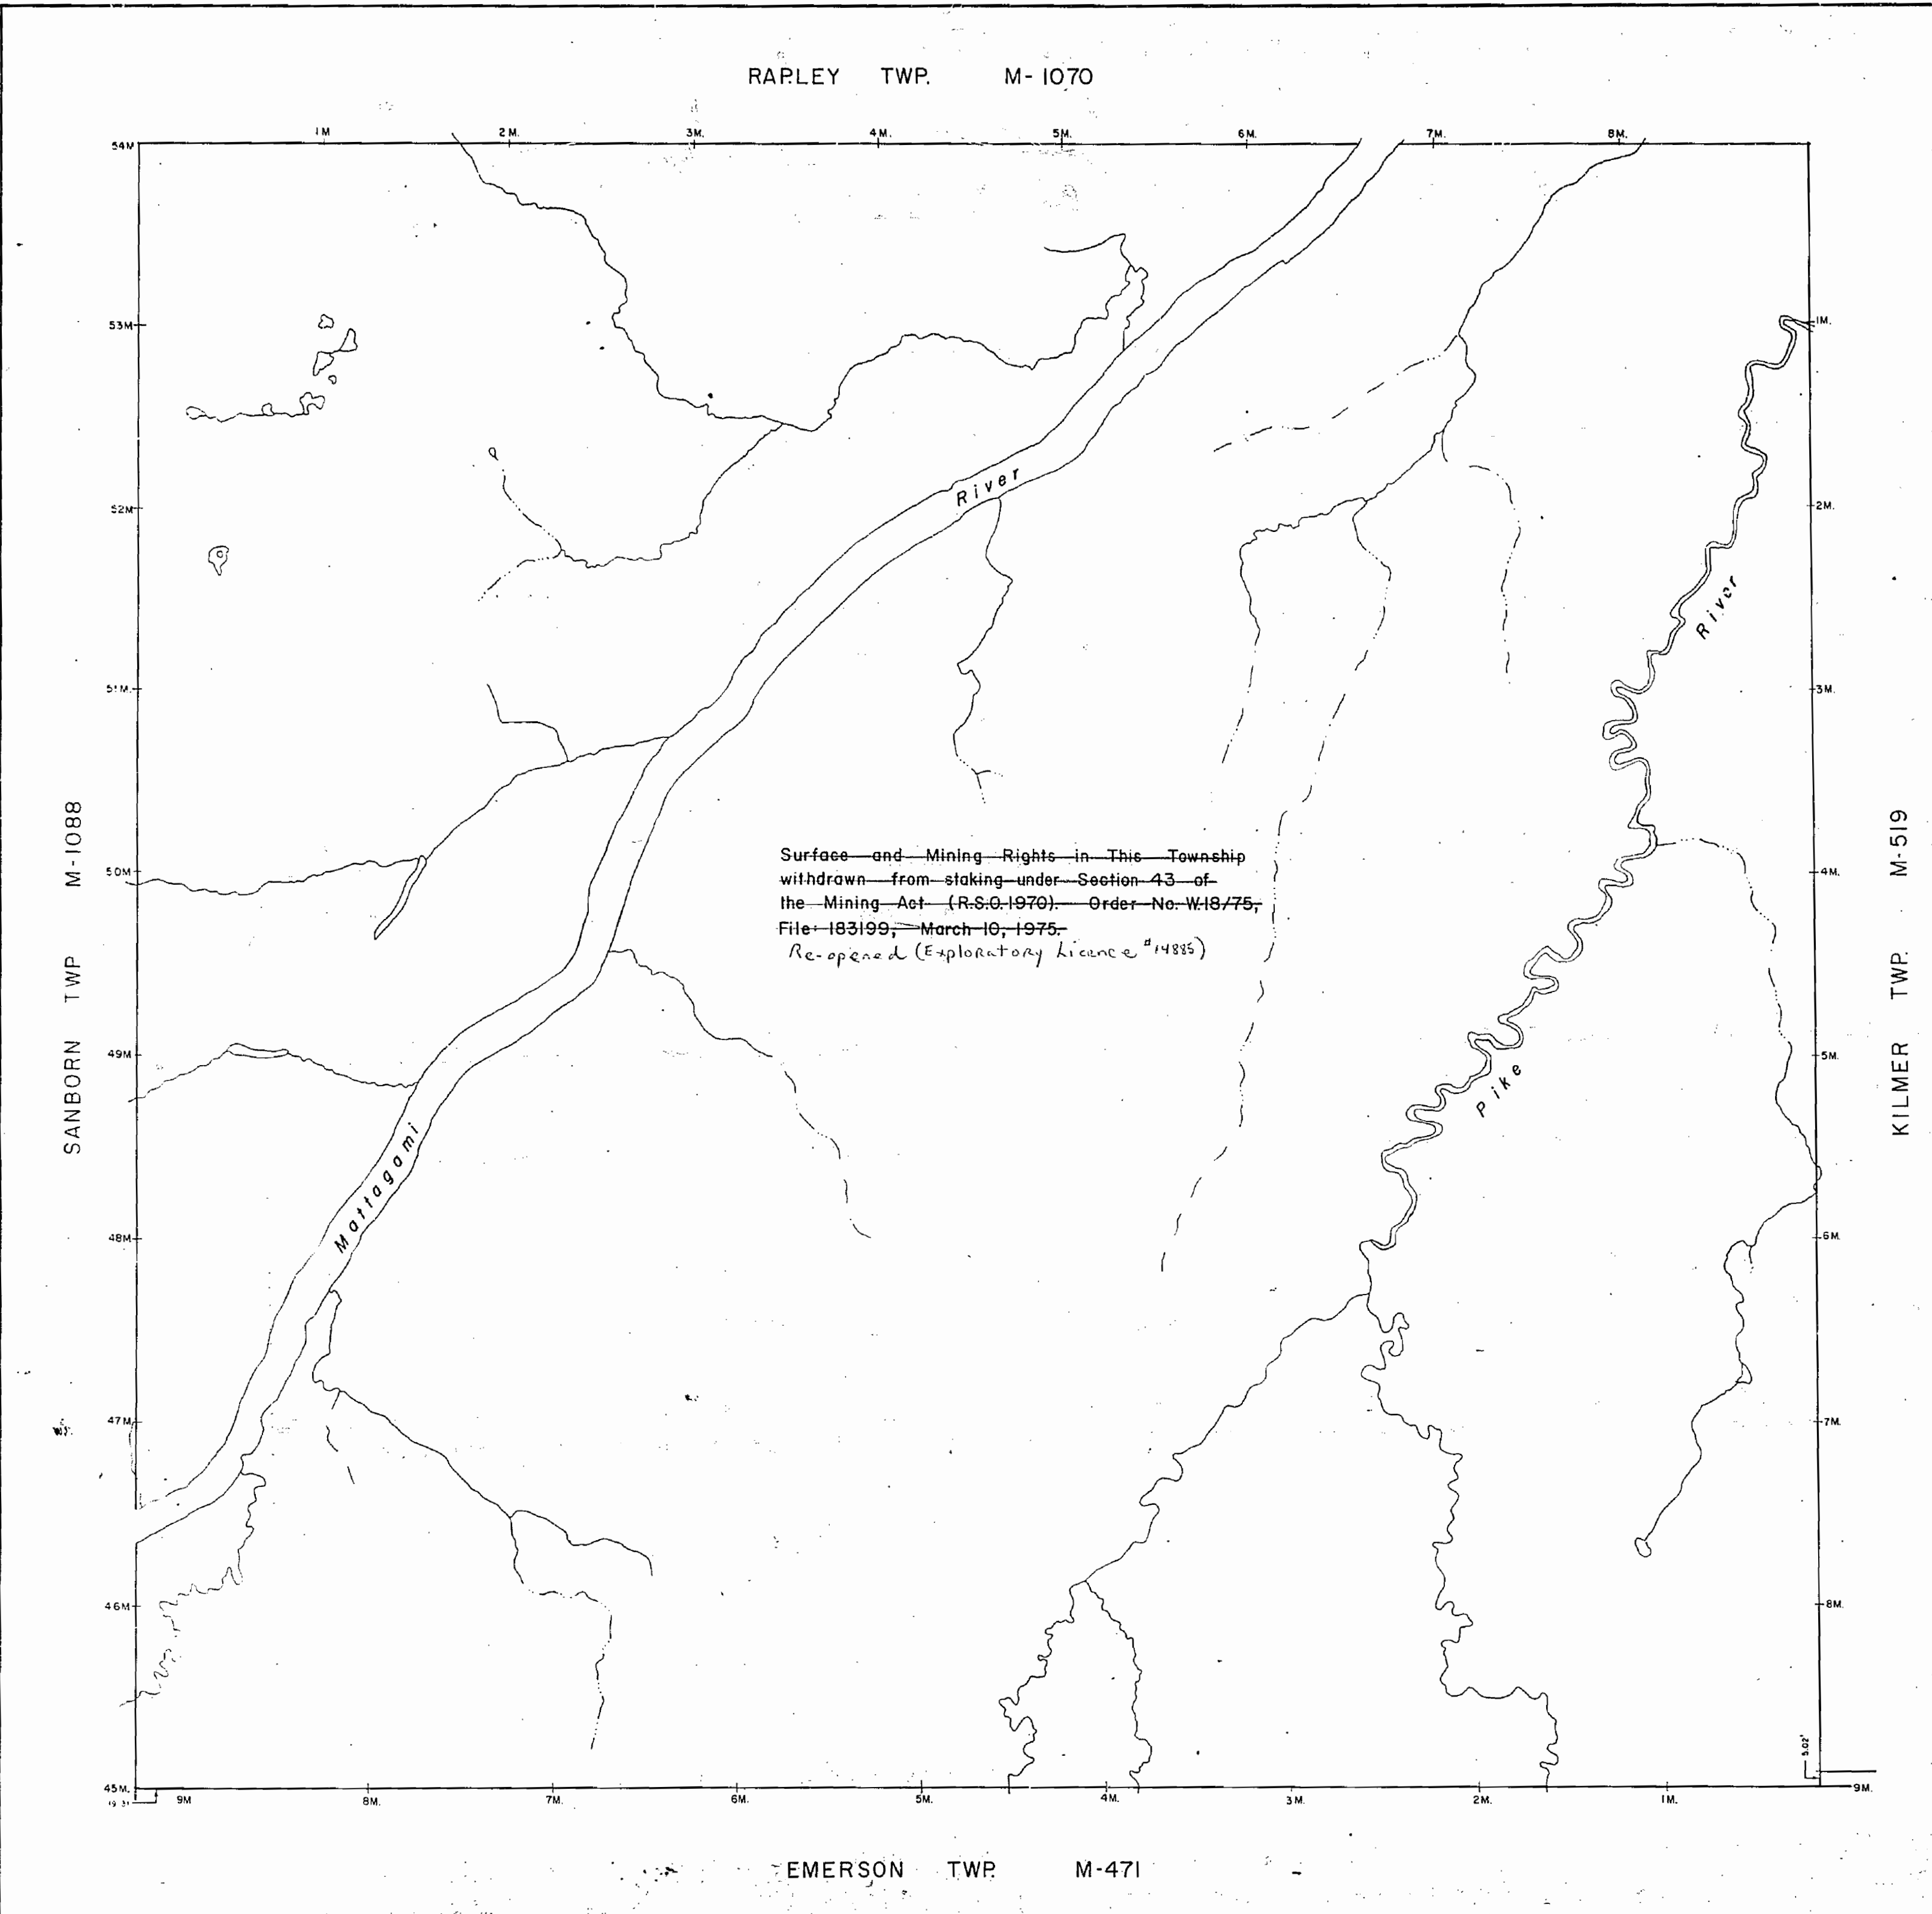 RAPLEY TWP. M-1070
1M 2M. 3M. 4M. 5M. 6M. 7M. 8M.
54M
53M
52M
51M.
50M
49M
48M
47M
46M
45M.
1M.
2M.
3M.
4M.
5M.
6M.
7M.
8M.
9M.
SANBORN TWP M-1088
KILMER TWP. M-519
River
River
Surface and Mining Rights in This Township
withdrawn from staking under Section 43 of
the Mining Act (R.S.O. 1970). Order No. W.18/75,
File: 183199, March 10, 1975.
Re-opened (Exploratory Licence #14885)
Pike
Mattagami
5.02'
9M 8M. 7M. 6M. 5M. 4M. 3M. 2M. 1M.
EMERSON TWP. M-471